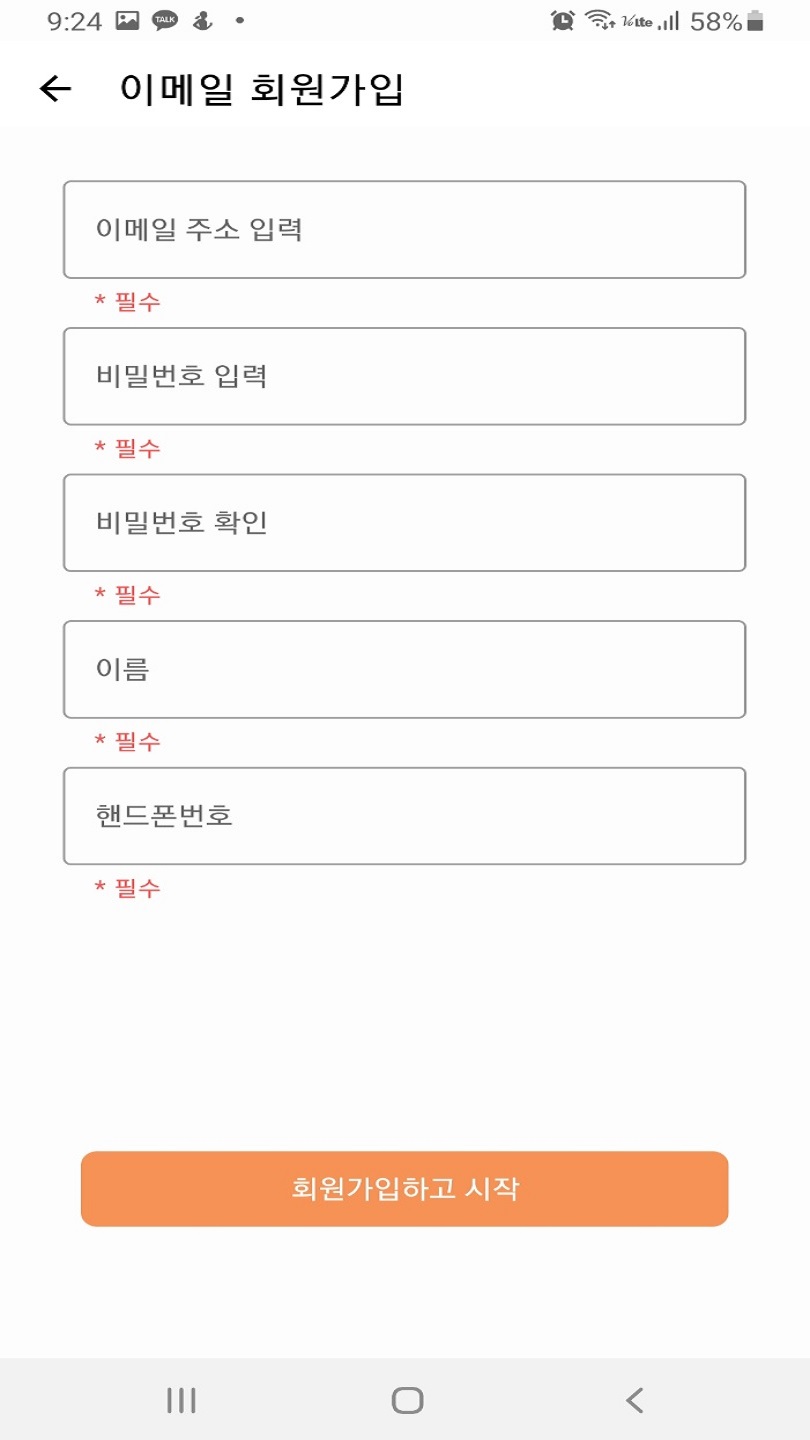 9:24 TALK VoLte 58%
이메일 회원가입
이메일 주소 입력
* 필수
비밀번호 입력
* 필수
비밀번호 확인
* 필수
이름
* 필수
핸드폰번호
* 필수
회원가입하고 시작